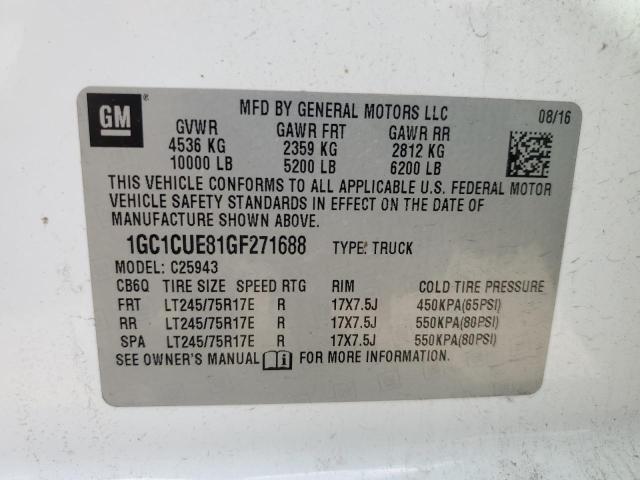 GM
MFD BY GENERAL MOTORS LLC 08/16
GVWR GAWR FRT GAWR RR
4536 KG 2359 KG 2812 KG
10000 LB 5200 LB 6200 LB
THIS VEHICLE CONFORMS TO ALL APPLICABLE U.S. FEDERAL MOTOR
VEHICLE SAFETY STANDARDS IN EFFECT ON THE DATE OF
MANUFACTURE SHOWN ABOVE.
1GC1CUE81GF271688 TYPE: TRUCK
MODEL: C25943
CB6Q TIRE SIZE SPEED RTG RIM COLD TIRE PRESSURE
FRT LT245/75R17E R 17X7.5J 450KPA(65PSI)
RR LT245/75R17E R 17X7.5J 550KPA(80PSI)
SPA LT245/75R17E R 17X7.5J 550KPA(80PSI)
SEE OWNER'S MANUAL FOR MORE INFORMATION.